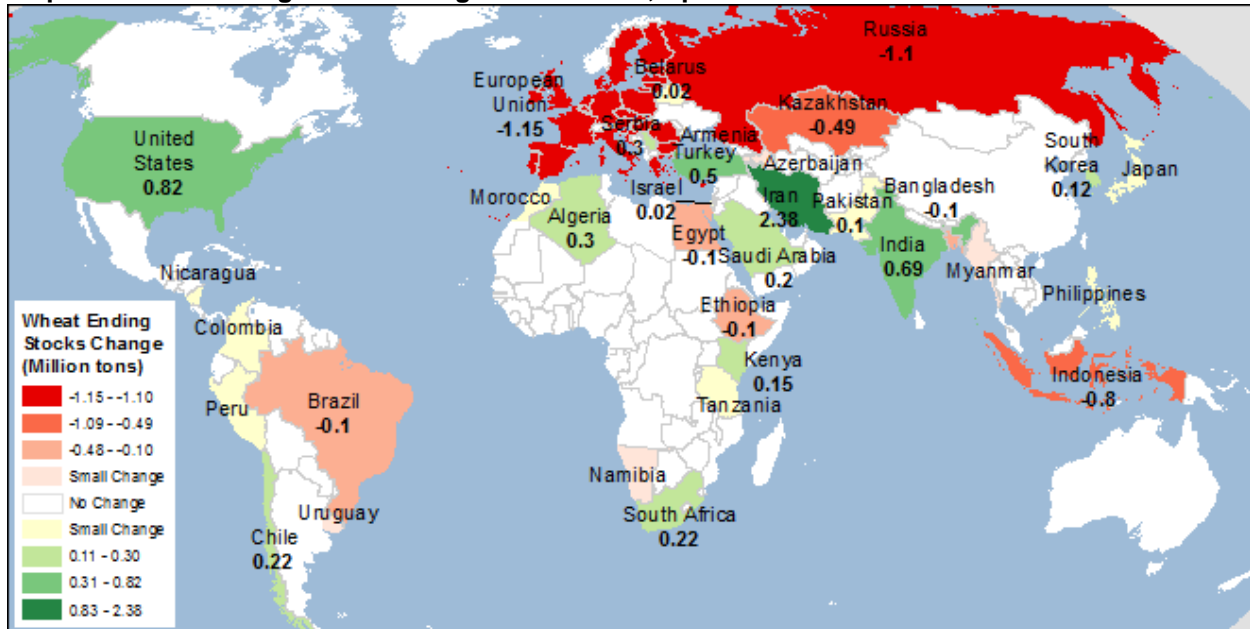 Russia
-1.1
European
Union
-1.15
Belarus
0.02
Kazakhstan
-0.49
United
States
0.82
Serbia
0.3
Armenia
Turkey
0.5
Azerbaijan
South
Korea
0.12
Japan
Morocco
Algeria
0.3
Israel
0.02
Iran
2.38
Pakistan
0.1
Bangladesh
-0.1
Egypt
-0.1
Saudi Arabia
0.2
India
0.69
Myanmar
Philippines
Nicaragua
Colombia
Ethiopia
-0.1
Kenya
0.15
Indonesia
-0.8
Peru
Brazil
-0.1
Tanzania
Namibia
Uruguay
Chile
0.22
South Africa
0.22
Wheat Ending
Stocks Change
(Million tons)
-1.15 - -1.10
-1.09 - -0.49
-0.48 - -0.10
Small Change
No Change
Small Change
0.11 - 0.30
0.31 - 0.82
0.83 - 2.38